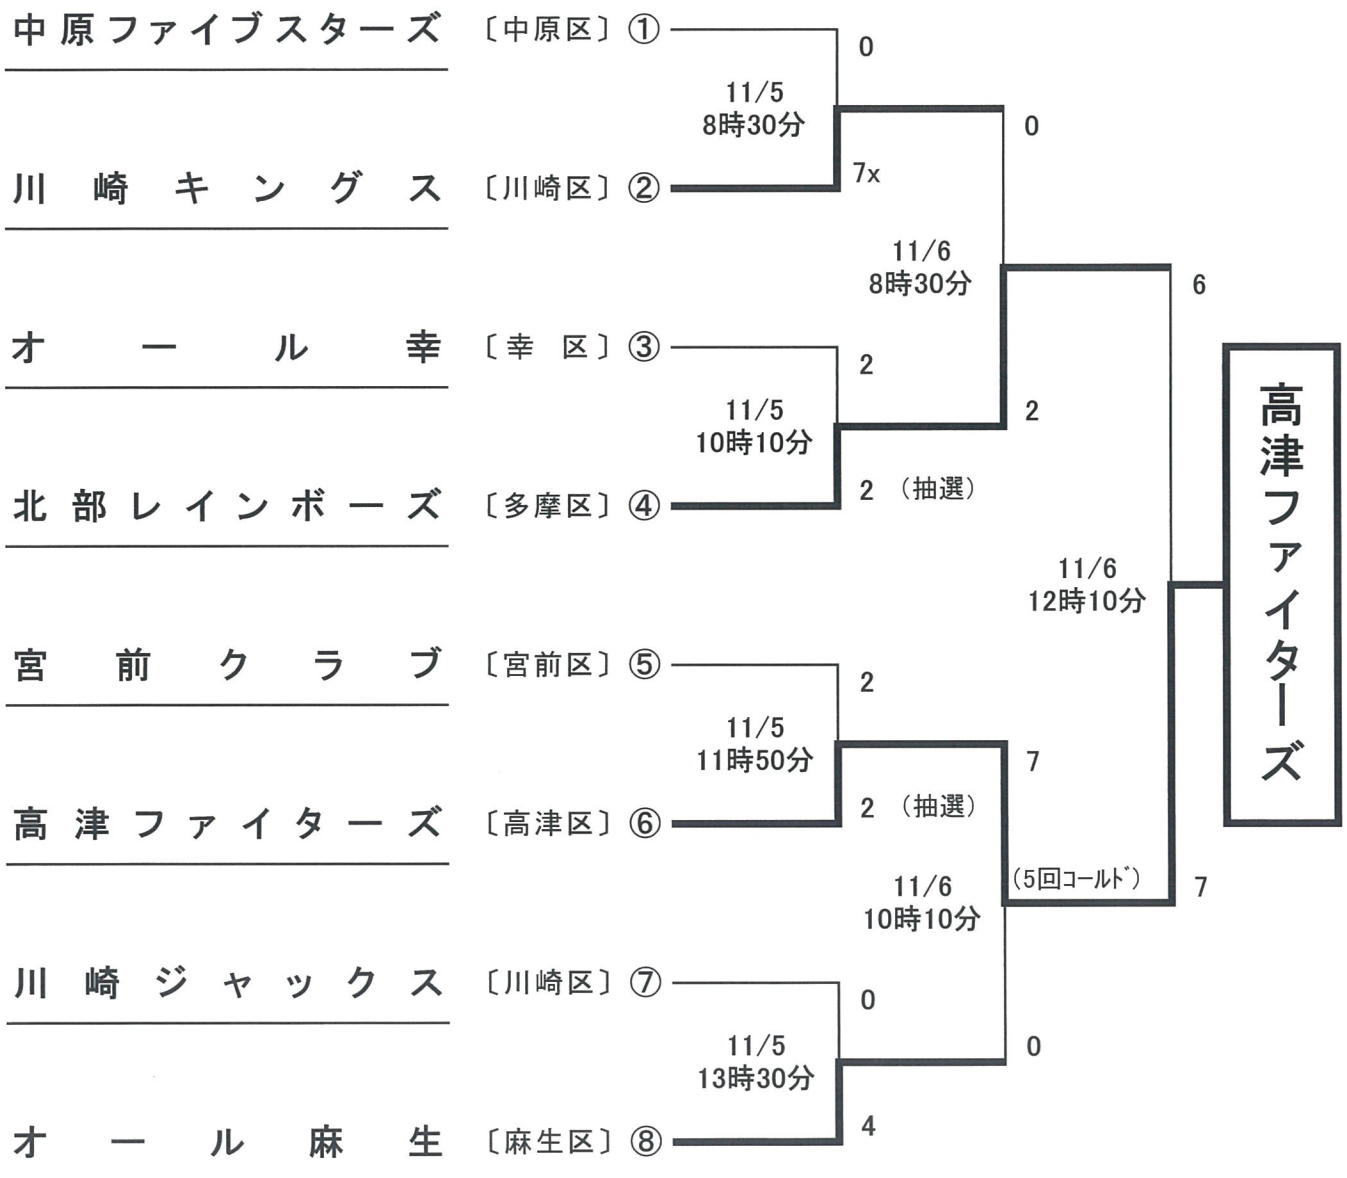 中原ファイブスターズ 〔中原区〕 ①
0
11/5
8時30分
0
7x
川崎キングス 〔川崎区〕 ②
11/6
8時30分
6
オール幸 〔幸 区〕 ③
2
11/5
10時10分
2
2 (抽選)
北部レインボーズ 〔多摩区〕 ④
高津ファイターズ
11/6
12時10分
宮前クラブ 〔宮前区〕 ⑤
2
11/5
11時50分
7
2 (抽選)
高津ファイターズ 〔高津区〕 ⑥
(5回コールド)
7
11/6
10時10分
川崎ジャックス 〔川崎区〕 ⑦
0
11/5
13時30分
0
4
オール麻生 〔麻生区〕 ⑧